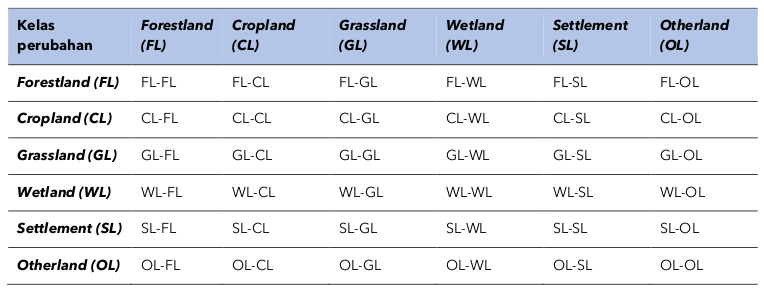 Kelas perubahan Forestland (FL) Cropland (CL) Grassland (GL) Wetland (WL) Settlement (SL) Otherland (OL)
Forestland (FL) FL-FL FL-CL FL-GL FL-WL FL-SL FL-OL
Cropland (CL) CL-FL CL-CL CL-GL CL-WL CL-SL CL-OL
Grassland (GL) GL-FL GL-CL GL-GL GL-WL GL-SL GL-OL
Wetland (WL) WL-FL WL-CL WL-GL WL-WL WL-SL WL-OL
Settlement (SL) SL-FL SL-CL SL-GL SL-WL SL-SL SL-OL
Otherland (OL) OL-FL OL-CL OL-GL OL-WL OL-SL OL-OL